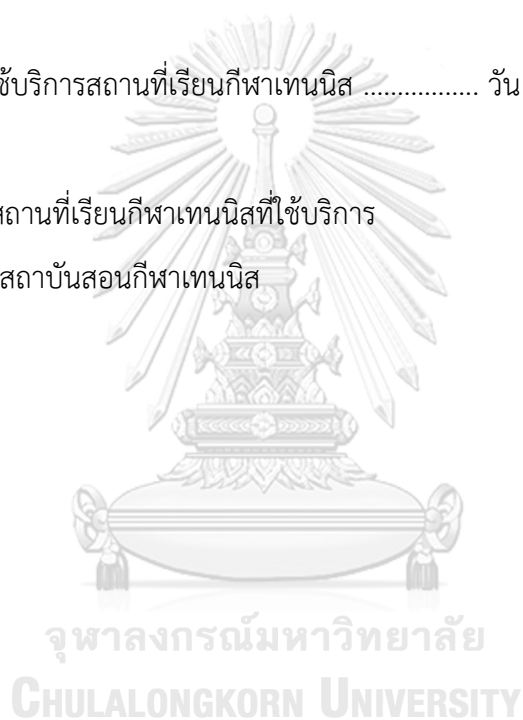 ช้บริการสถานที่เรียนกีฬาเทนนิส ................. วัน
สถานที่เรียนกีฬาเทนนิสที่ใช้บริการ
สถาบันสอนกีฬาเทนนิส
จุฬาลงกรณ์มหาวิทยาลัย
CHULALONGKORN UNIVERSITY